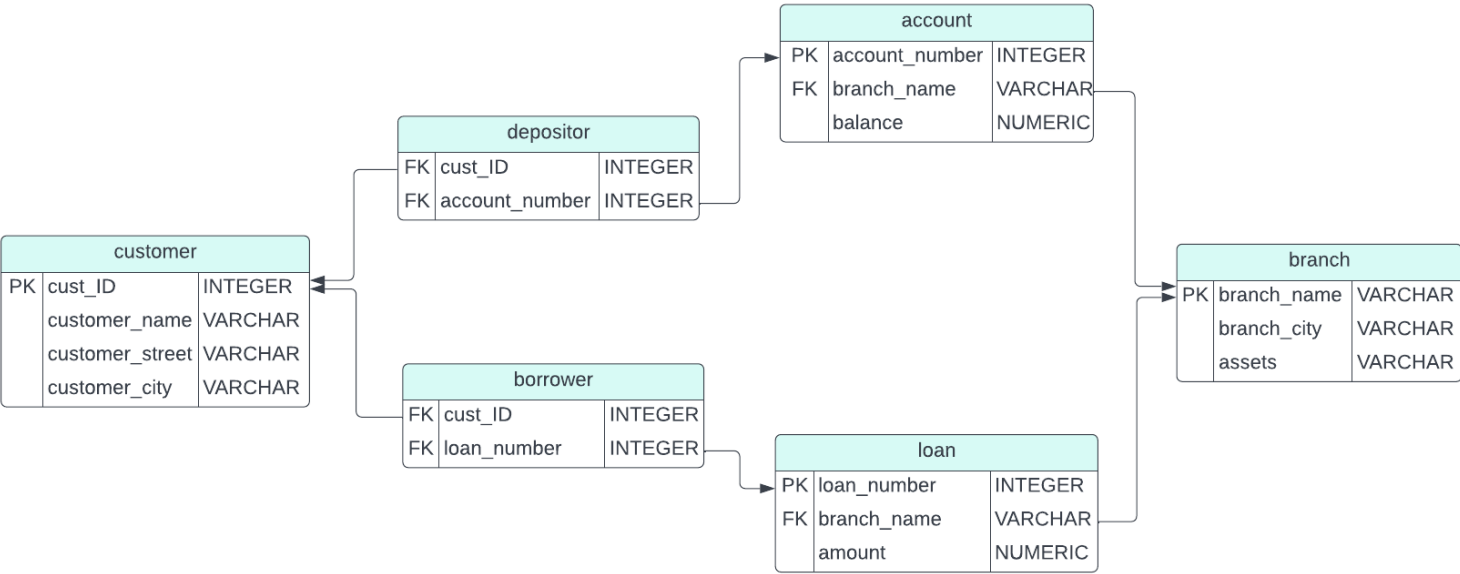 account
PK account_number INTEGER
FK branch_name VARCHAR
balance NUMERIC
depositor
FK cust_ID INTEGER
FK account_number INTEGER
customer
PK cust_ID INTEGER
customer_name VARCHAR
customer_street VARCHAR
customer_city VARCHAR
branch
PK branch_name VARCHAR
branch_city VARCHAR
assets VARCHAR
borrower
FK cust_ID INTEGER
FK loan_number INTEGER
loan
PK loan_number INTEGER
FK branch_name VARCHAR
amount NUMERIC